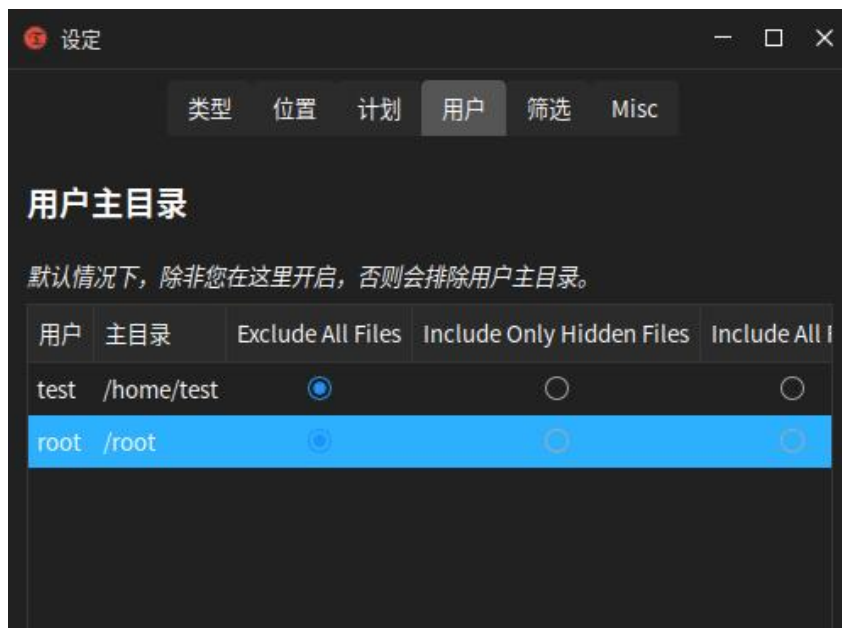 设定
类型 位置 计划 用户 筛选 Misc
用户主目录
默认情况下，除非您在这里开启，否则会排除用户主目录。
用户 主目录 Exclude All Files Include Only Hidden Files Include All
test /home/test
root /root